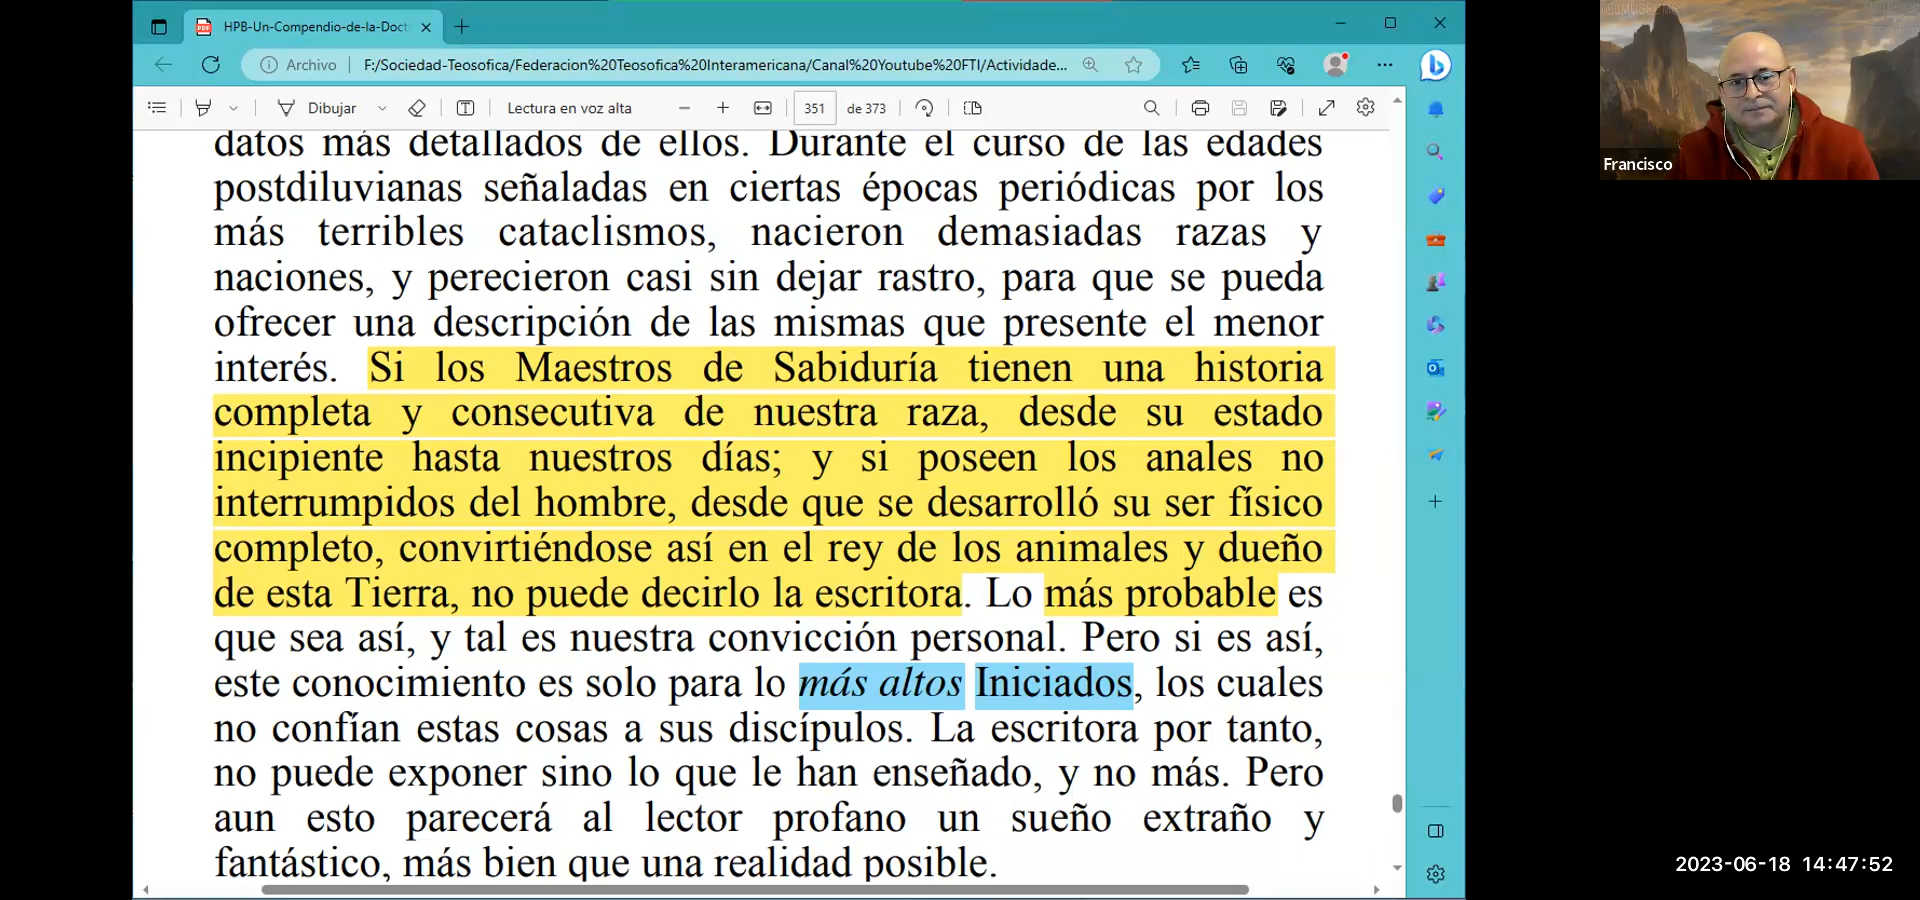 HPB-Un-Compendio-de-la-Doct
Archivo
F:/Sociedad-Teosofica/Federacion%20Teosofica%20Interamericana/Canal%20Youtube%20FTI/Actividade...
Dibujar
Lectura en voz alta
351
de 373
datos más detallados de ellos. Durante el curso de las edades
postdiluvianas señaladas en ciertas épocas periódicas por los
más terribles cataclismos, nacieron demasiadas razas y
naciones, y perecieron casi sin dejar rastro, para que se pueda
ofrecer una descripción de las mismas que presente el menor
interés. Si los Maestros de Sabiduría tienen una historia
completa y consecutiva de nuestra raza, desde su estado
incipiente hasta nuestros días; y si poseen los anales no
interrumpidos del hombre, desde que se desarrolló su ser físico
completo, convirtiéndose así en el rey de los animales y dueño
de esta Tierra, no puede decirlo la escritora. Lo más probable es
que sea así, y tal es nuestra convicción personal. Pero si es así,
este conocimiento es solo para lo más altos Iniciados, los cuales
no confían estas cosas a sus discípulos. La escritora por tanto,
no puede exponer sino lo que le han enseñado, y no más. Pero
aun esto parecerá al lector profano un sueño extraño y
fantástico, más bien que una realidad posible.
Francisco
2023-06-18 14:47:52